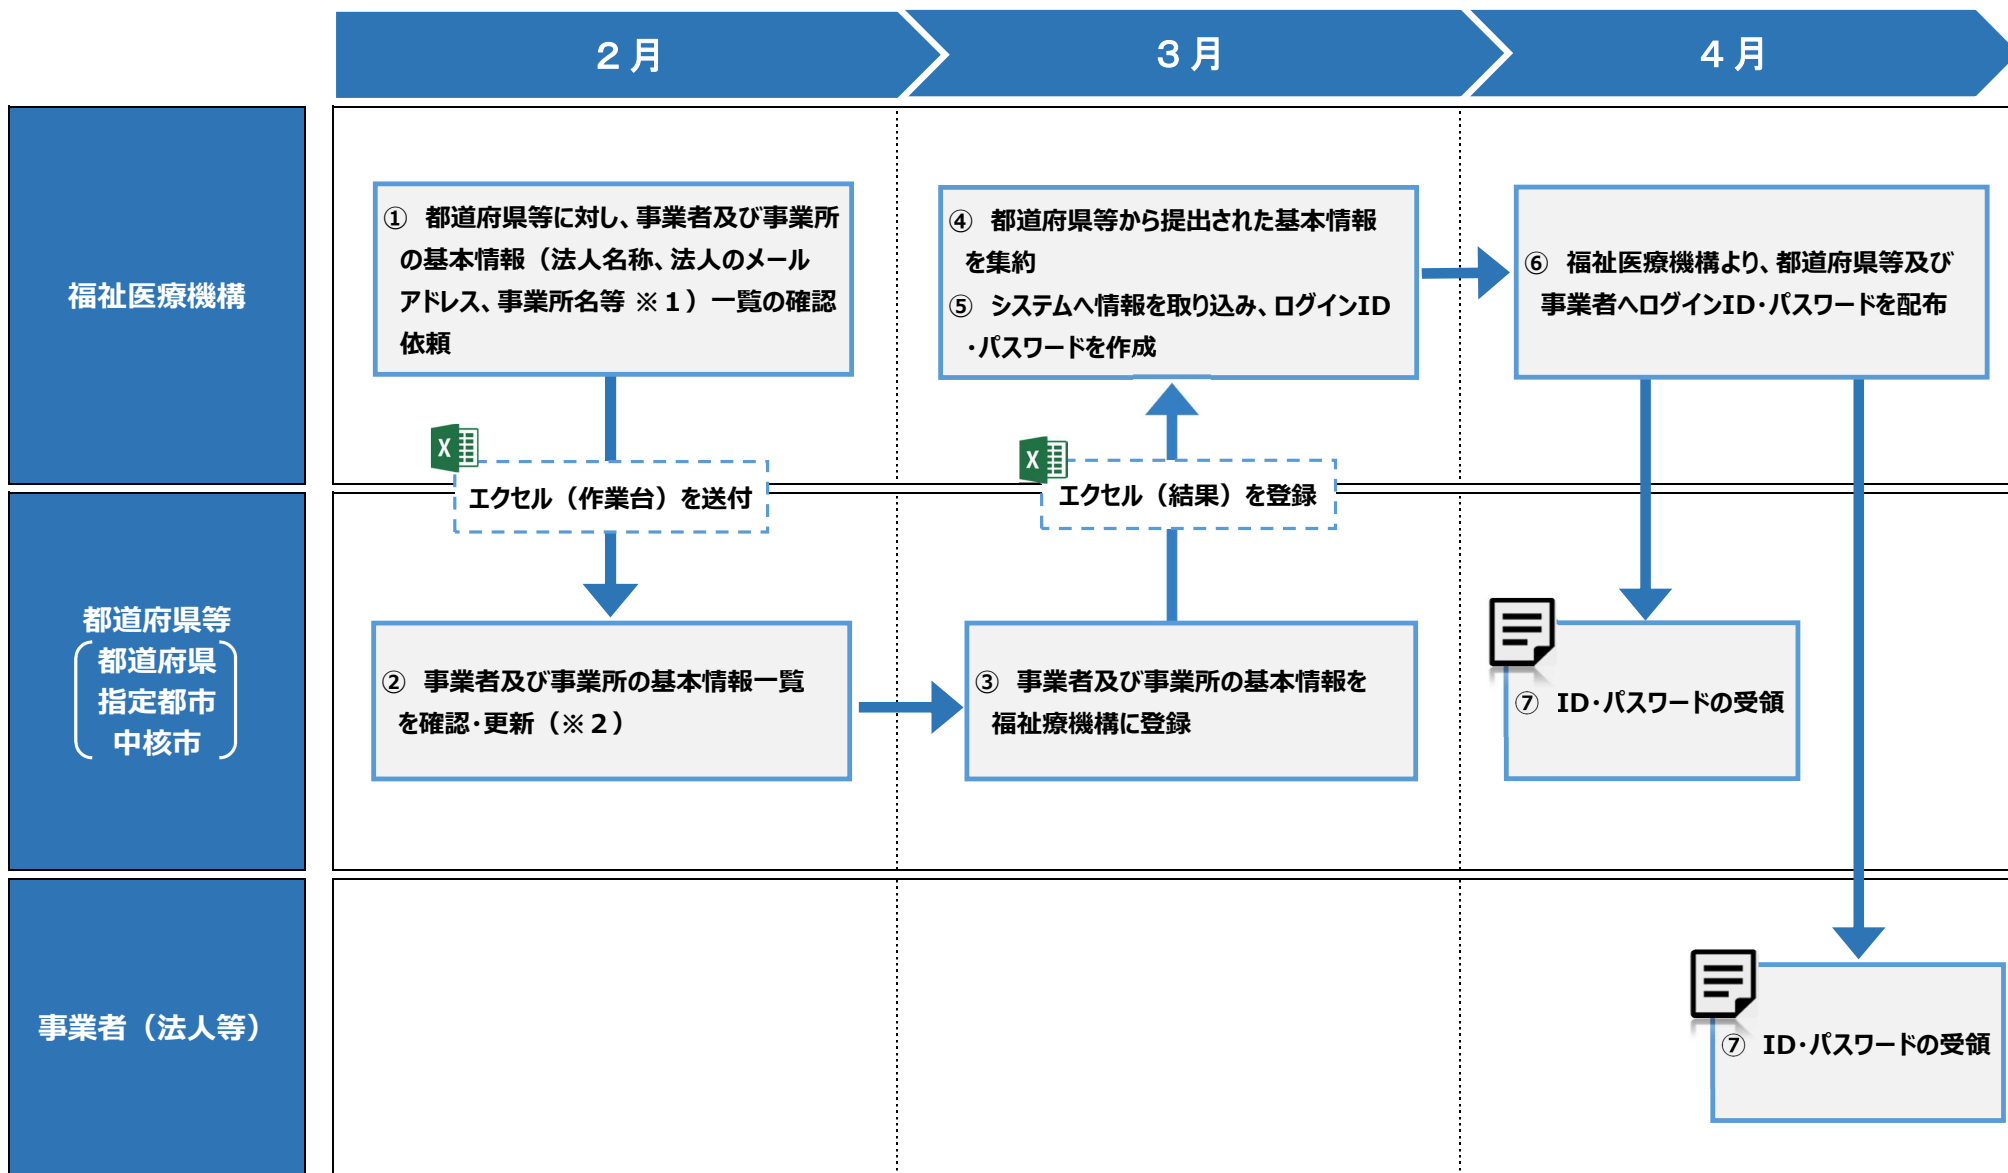 ２月
３月
４月
福祉医療機構
① 都道府県等に対し、事業者及び事業所
の基本情報（法人名称、法人のメール
アドレス、事業所名等 ※１）一覧の確認
依頼
④ 都道府県等から提出された基本情報
を集約
⑤ システムへ情報を取り込み、ログインID
・パスワードを作成
⑥ 福祉医療機構より、都道府県等及び
事業者へログインID・パスワードを配布
エクセル（作業台）を送付
エクセル（結果）を登録
都道府県等
都道府県
指定都市
中核市
② 事業者及び事業所の基本情報一覧
を確認・更新（※２）
③ 事業者及び事業所の基本情報を
福祉療機構に登録
⑦ ID・パスワードの受領
事業者（法人等）
⑦ ID・パスワードの受領